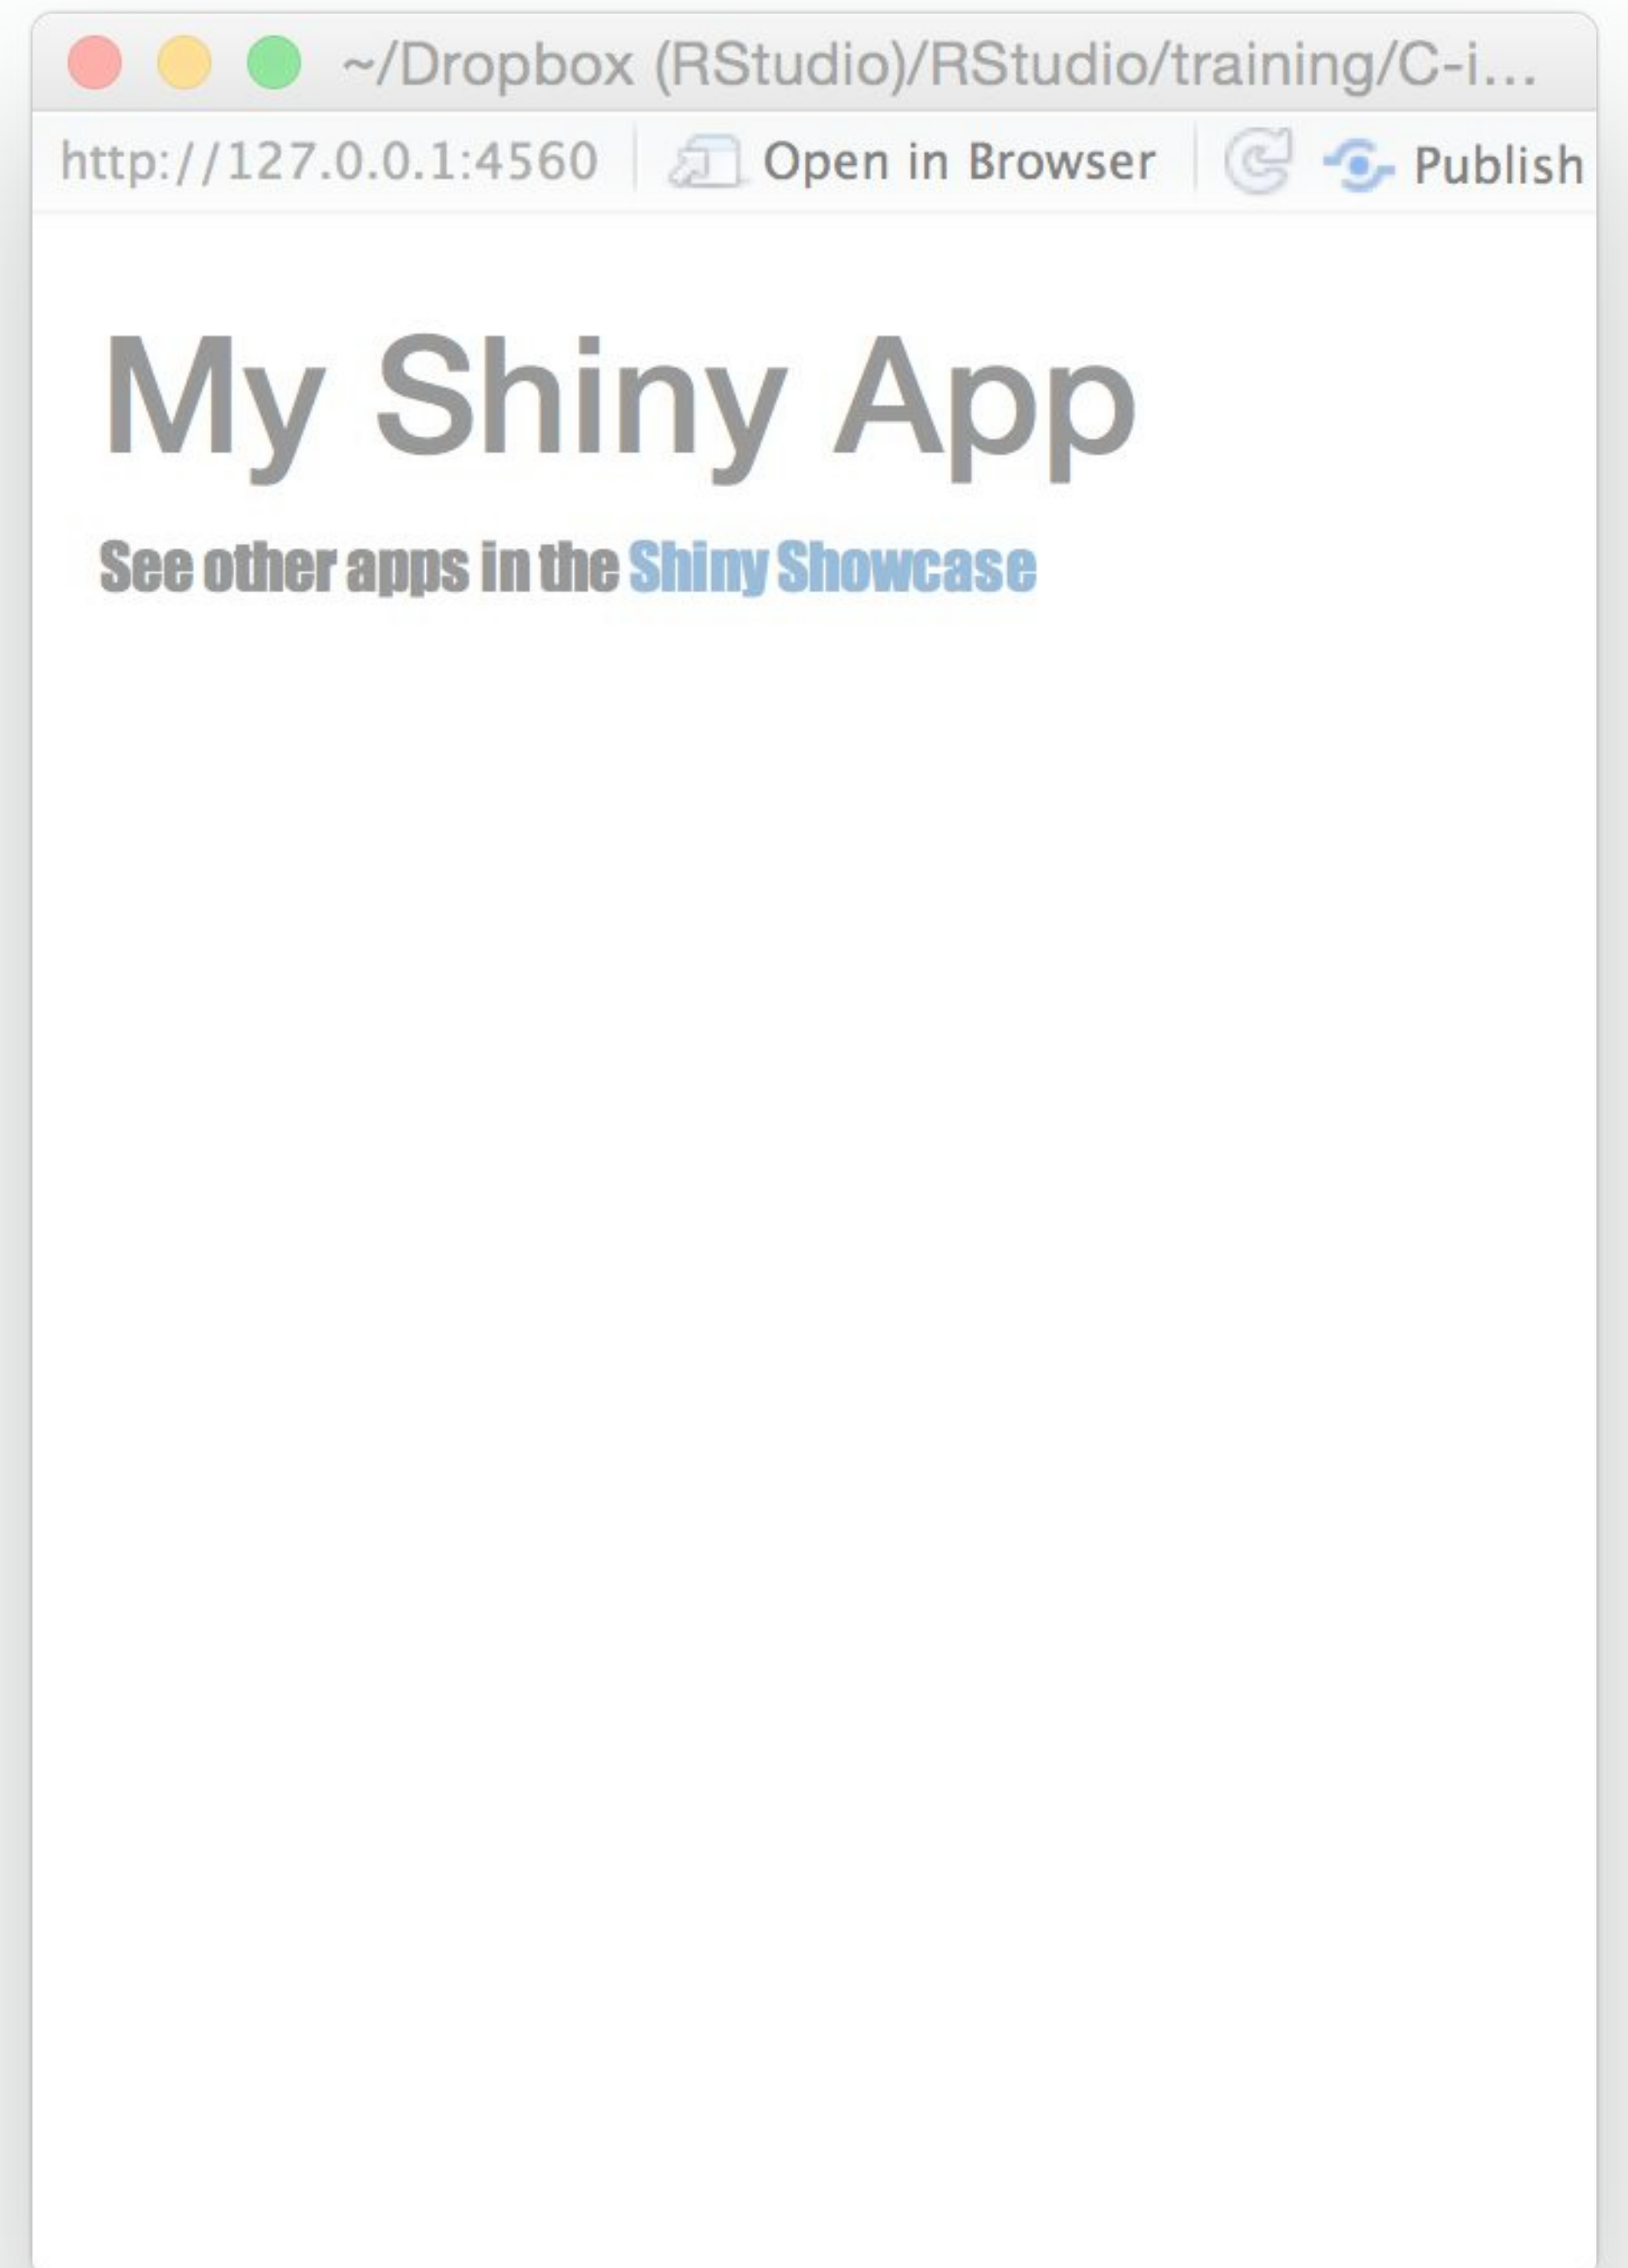 ~/Dropbox (RStudio)/RStudio/training/C-i...
http://127.0.0.1:4560 Open in Browser Publish
My Shiny App
See other apps in the Shiny Showcase